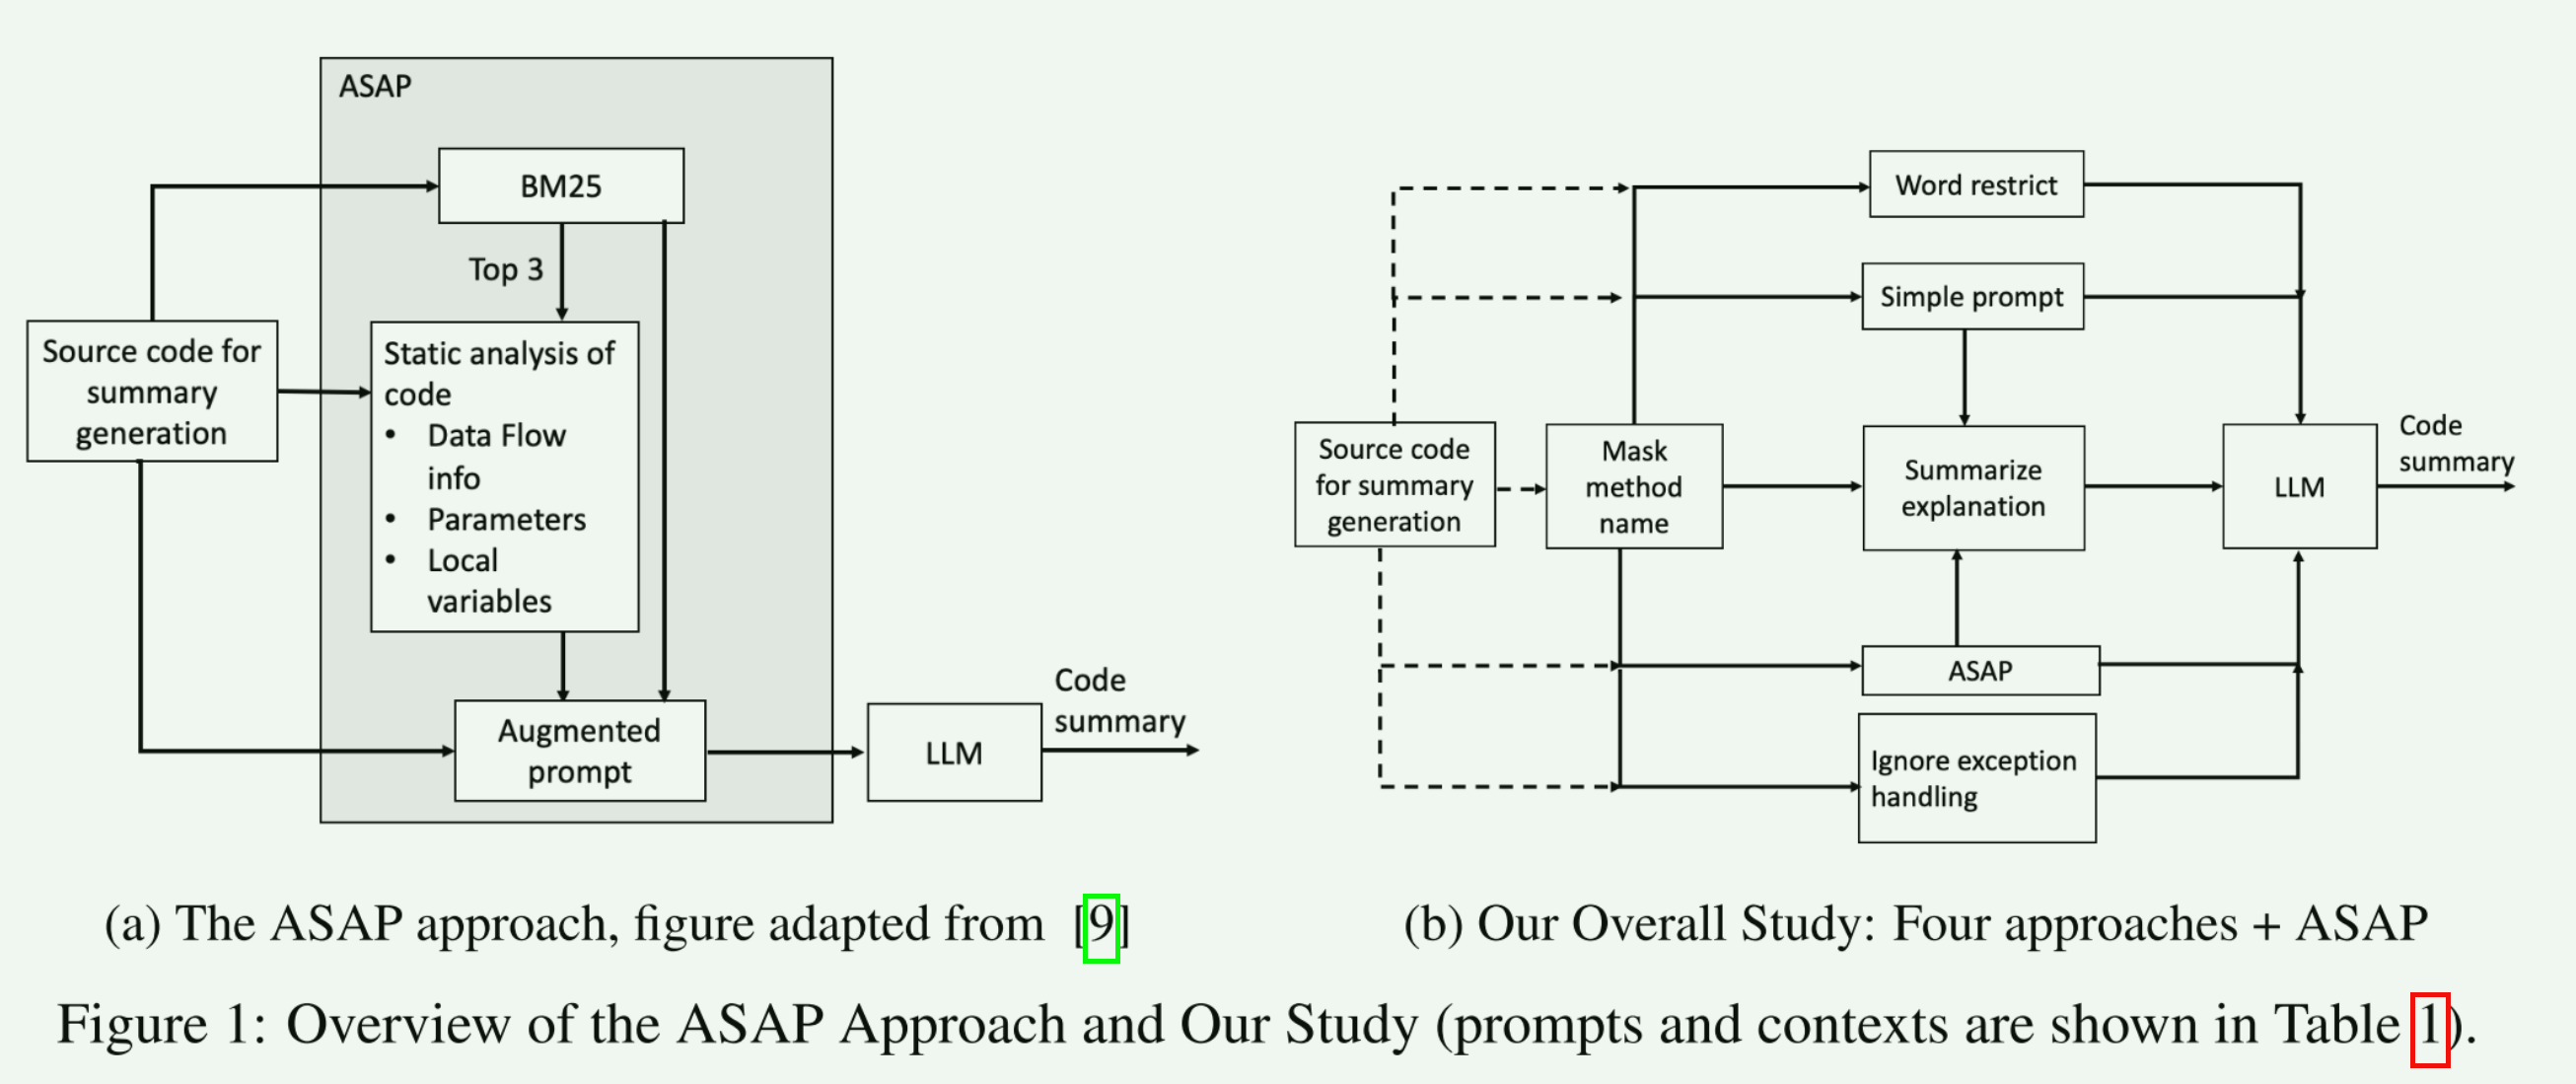 ASAP
BM25
Top 3
Source code for
summary
generation
Static analysis of
code
• Data Flow
info
• Parameters
• Local
variables
Augmented
prompt
LLM
Code
summary
Word restrict
Simple prompt
Source code
for summary
generation
Mask
method
name
Summarize
explanation
LLM
Code
summary
ASAP
Ignore exception
handling
(a) The ASAP approach, figure adapted from [9]
(b) Our Overall Study: Four approaches + ASAP
Figure 1: Overview of the ASAP Approach and Our Study (prompts and contexts are shown in Table 1).